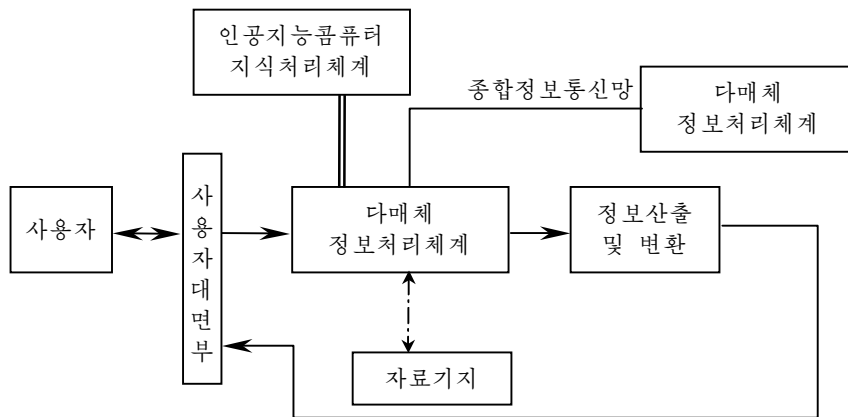 인공지능콤퓨터
지식처리체계
종합정보통신망
다매체
정보처리체계
사용자
사용자대면부
다매체
정보처리체계
정보산출
및 변환
자료기지